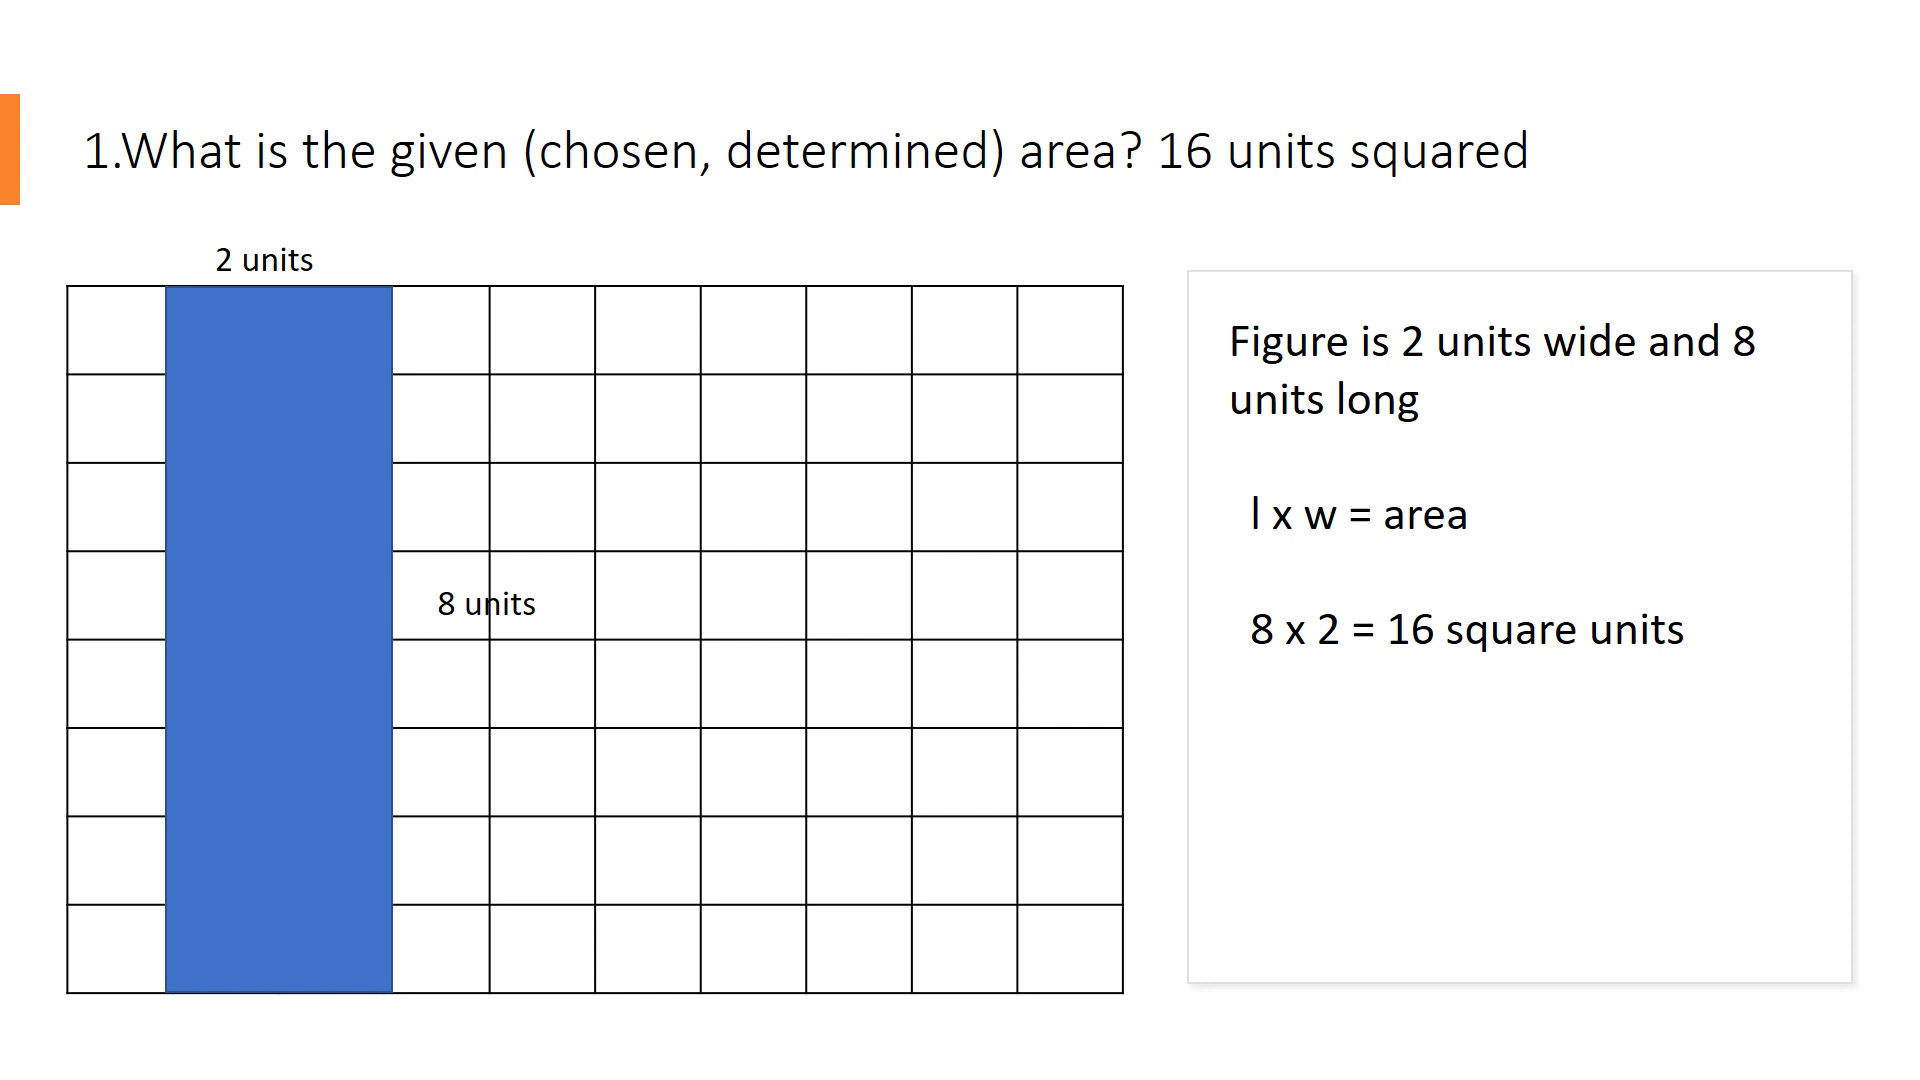 1.What is the given (chosen, determined) area? 16 units squared
2 units
8 units
Figure is 2 units wide and 8
units long
l x w = area
8 x 2 = 16 square units